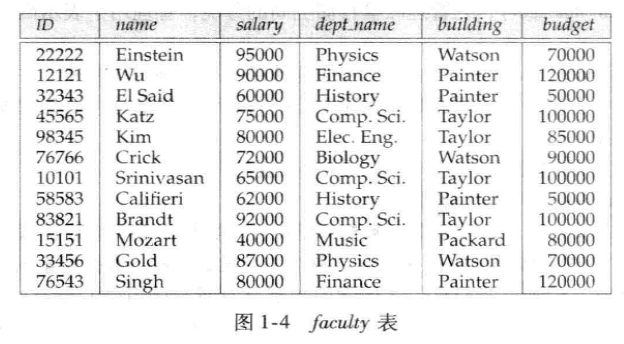 ID name salary dept_name building budget
22222 Einstein 95000 Physics Watson 70000
12121 Wu 90000 Finance Painter 120000
32343 El Said 60000 History Painter 50000
45565 Katz 75000 Comp. Sci. Taylor 100000
98345 Kim 80000 Elec. Eng. Taylor 85000
76766 Crick 72000 Biology Watson 90000
10101 Srinivasan 65000 Comp. Sci. Taylor 100000
58583 Califieri 62000 History Painter 50000
83821 Brandt 92000 Comp. Sci. Taylor 100000
15151 Mozart 40000 Music Packard 80000
33456 Gold 87000 Physics Watson 70000
76543 Singh 80000 Finance Painter 120000
图 1-4 faculty 表